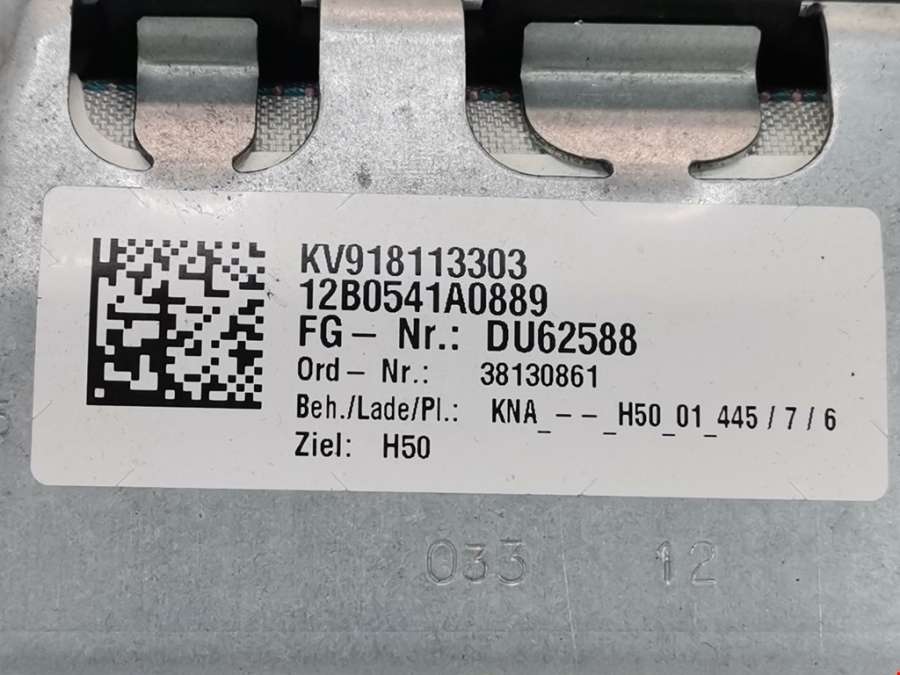 KV918113303
12B0541A0889
FG – Nr.: DU62588
Ord – Nr.: 38130861
Beh./Lade/Pl.: KNA_– –_H50_01_445 / 7 / 6
Ziel: H50
033 12